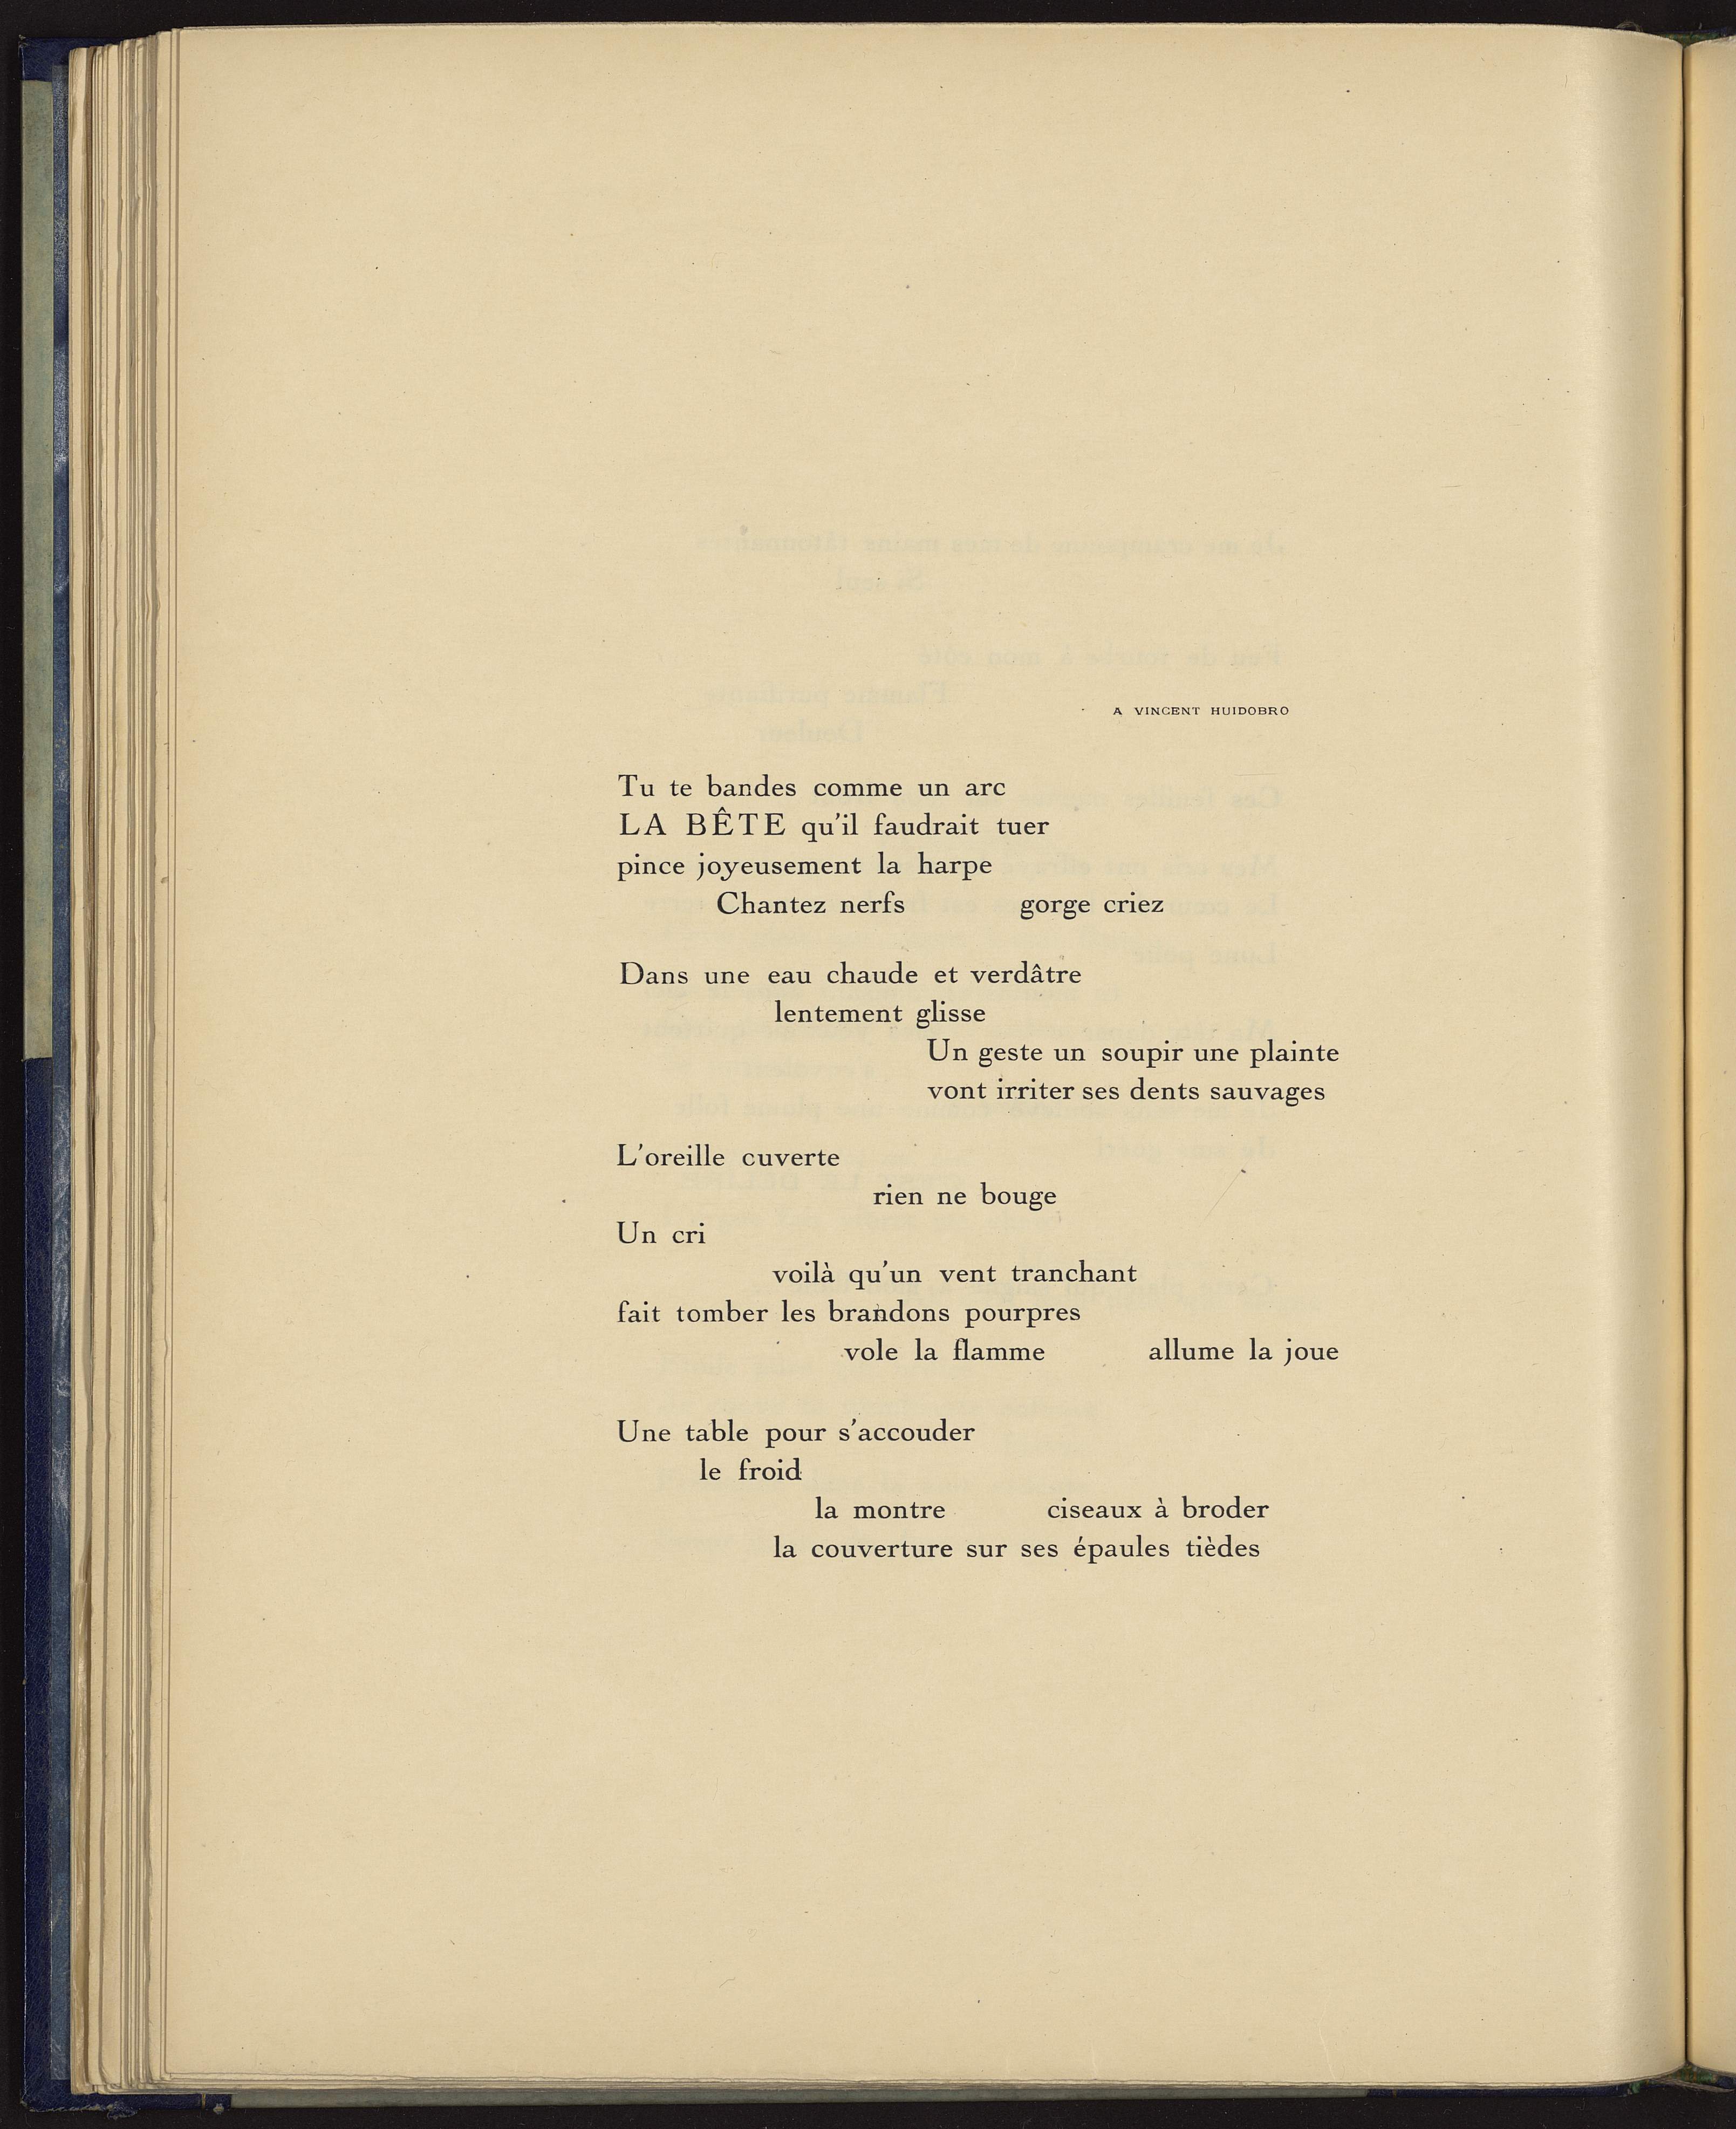 A VINCENT HUIDOBRO
Tu te bandes comme un arc
LA BÊTE qu'il faudrait tuer
pince joyeusement la harpe
Chantez nerfs gorge criez
Dans une eau chaude et verdâtre
lentement glisse
Un geste un soupir une plainte
vont irriter ses dents sauvages
L'oreille cuverte
rien ne bouge
Un cri
voilà qu'un vent tranchant
fait tomber les brandons pourpres
vole la flamme allume la joue
Une table pour s'accouder
le froid
la montre ciseaux à broder
la couverture sur ses épaules tièdes